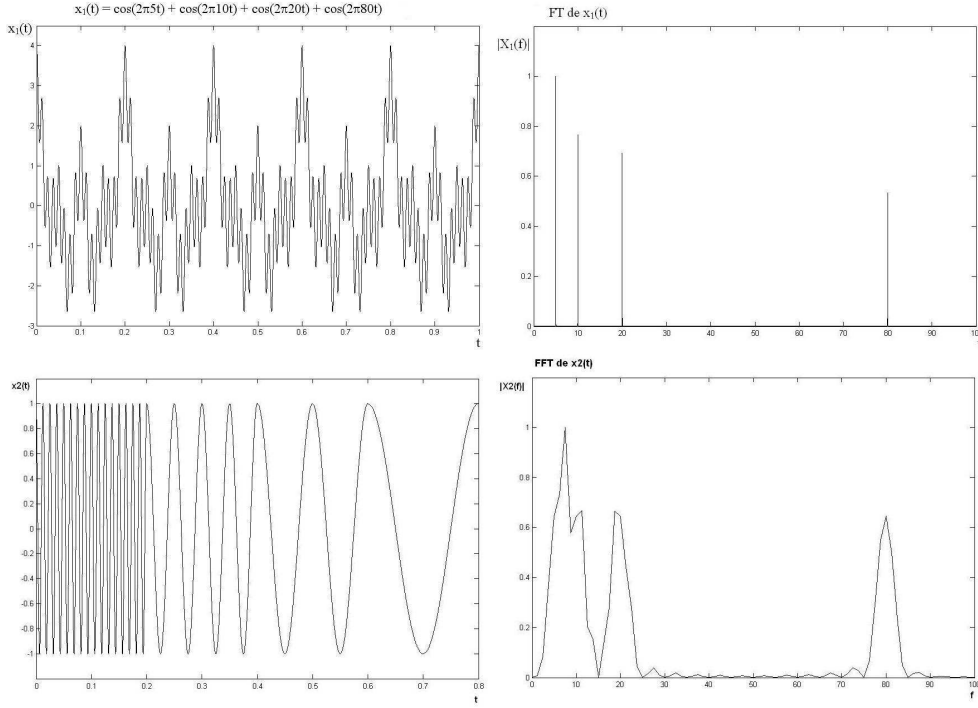 x₁(t) = cos(2π5t) + cos(2π10t) + cos(2π20t) + cos(2π80t)
x₁(t)
4
3
2
1
0
-1
-2
-3
0 0.1 0.2 0.3 0.4 0.5 0.6 0.7 0.8 0.9 1
t
FT de x₁(t)
|X₁(f)|
1
0.8
0.6
0.4
0.2
0
0 10 20 30 40 50 60 70 80 90 100
x2(t)
1
0.8
0.6
0.4
0.2
0
-0.2
-0.4
-0.6
-0.8
-1
0 0.1 0.2 0.3 0.4 0.5 0.6 0.7 0.8
t
FFT de x2(t)
|X2(f)|
1
0.8
0.6
0.4
0.2
0
0 10 20 30 40 50 60 70 80 90 100
f